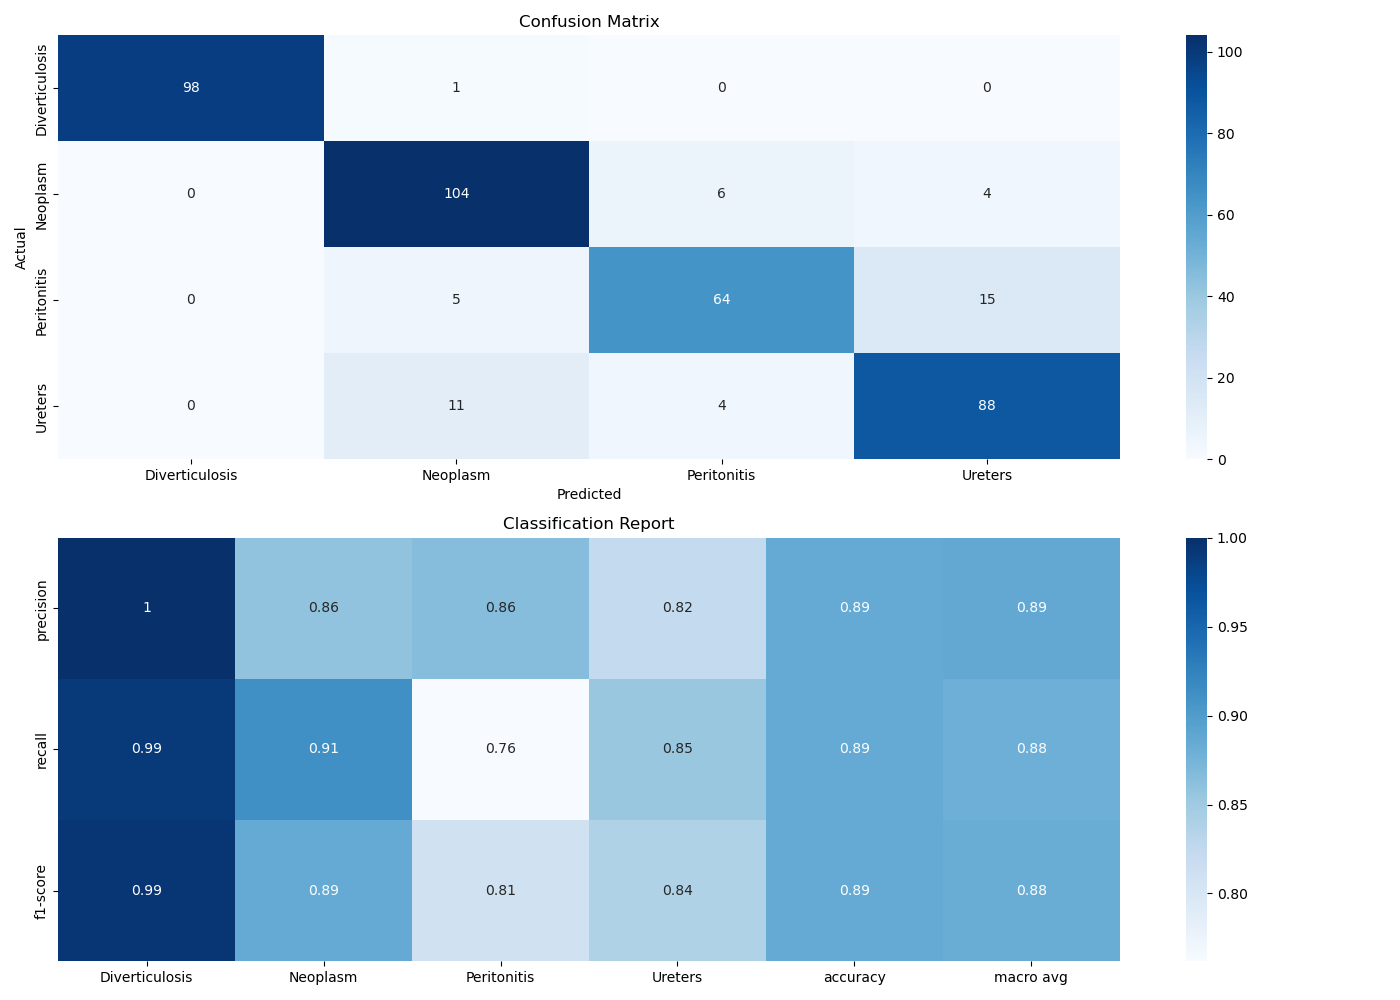 Confusion Matrix
Actual
Diverticulosis 98 1 0 0
Neoplasm 0 104 6 4
Peritonitis 0 5 64 15
Ureters 0 11 4 88
Diverticulosis Neoplasm Peritonitis Ureters
Predicted
100
80
60
40
20
0
Classification Report
precision 1 0.86 0.86 0.82 0.89 0.89
recall 0.99 0.91 0.76 0.85 0.89 0.88
f1-score 0.99 0.89 0.81 0.84 0.89 0.88
Diverticulosis Neoplasm Peritonitis Ureters accuracy macro avg
1.00
0.95
0.90
0.85
0.80